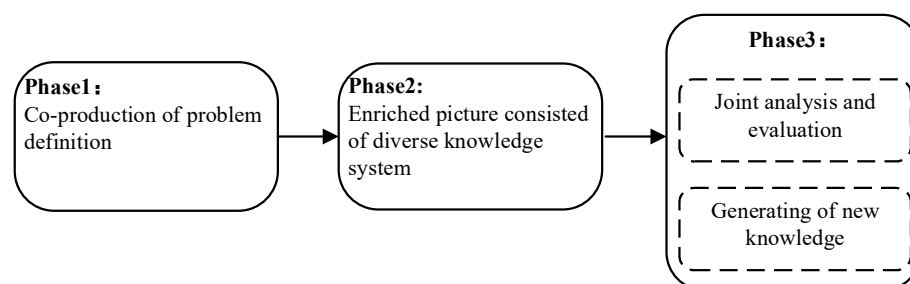 Phase1：
Co-production of problem
definition
Phase2:
Enriched picture consisted
of diverse knowledge
system
Phase3：
Joint analysis and
evaluation
Generating of new
knowledge